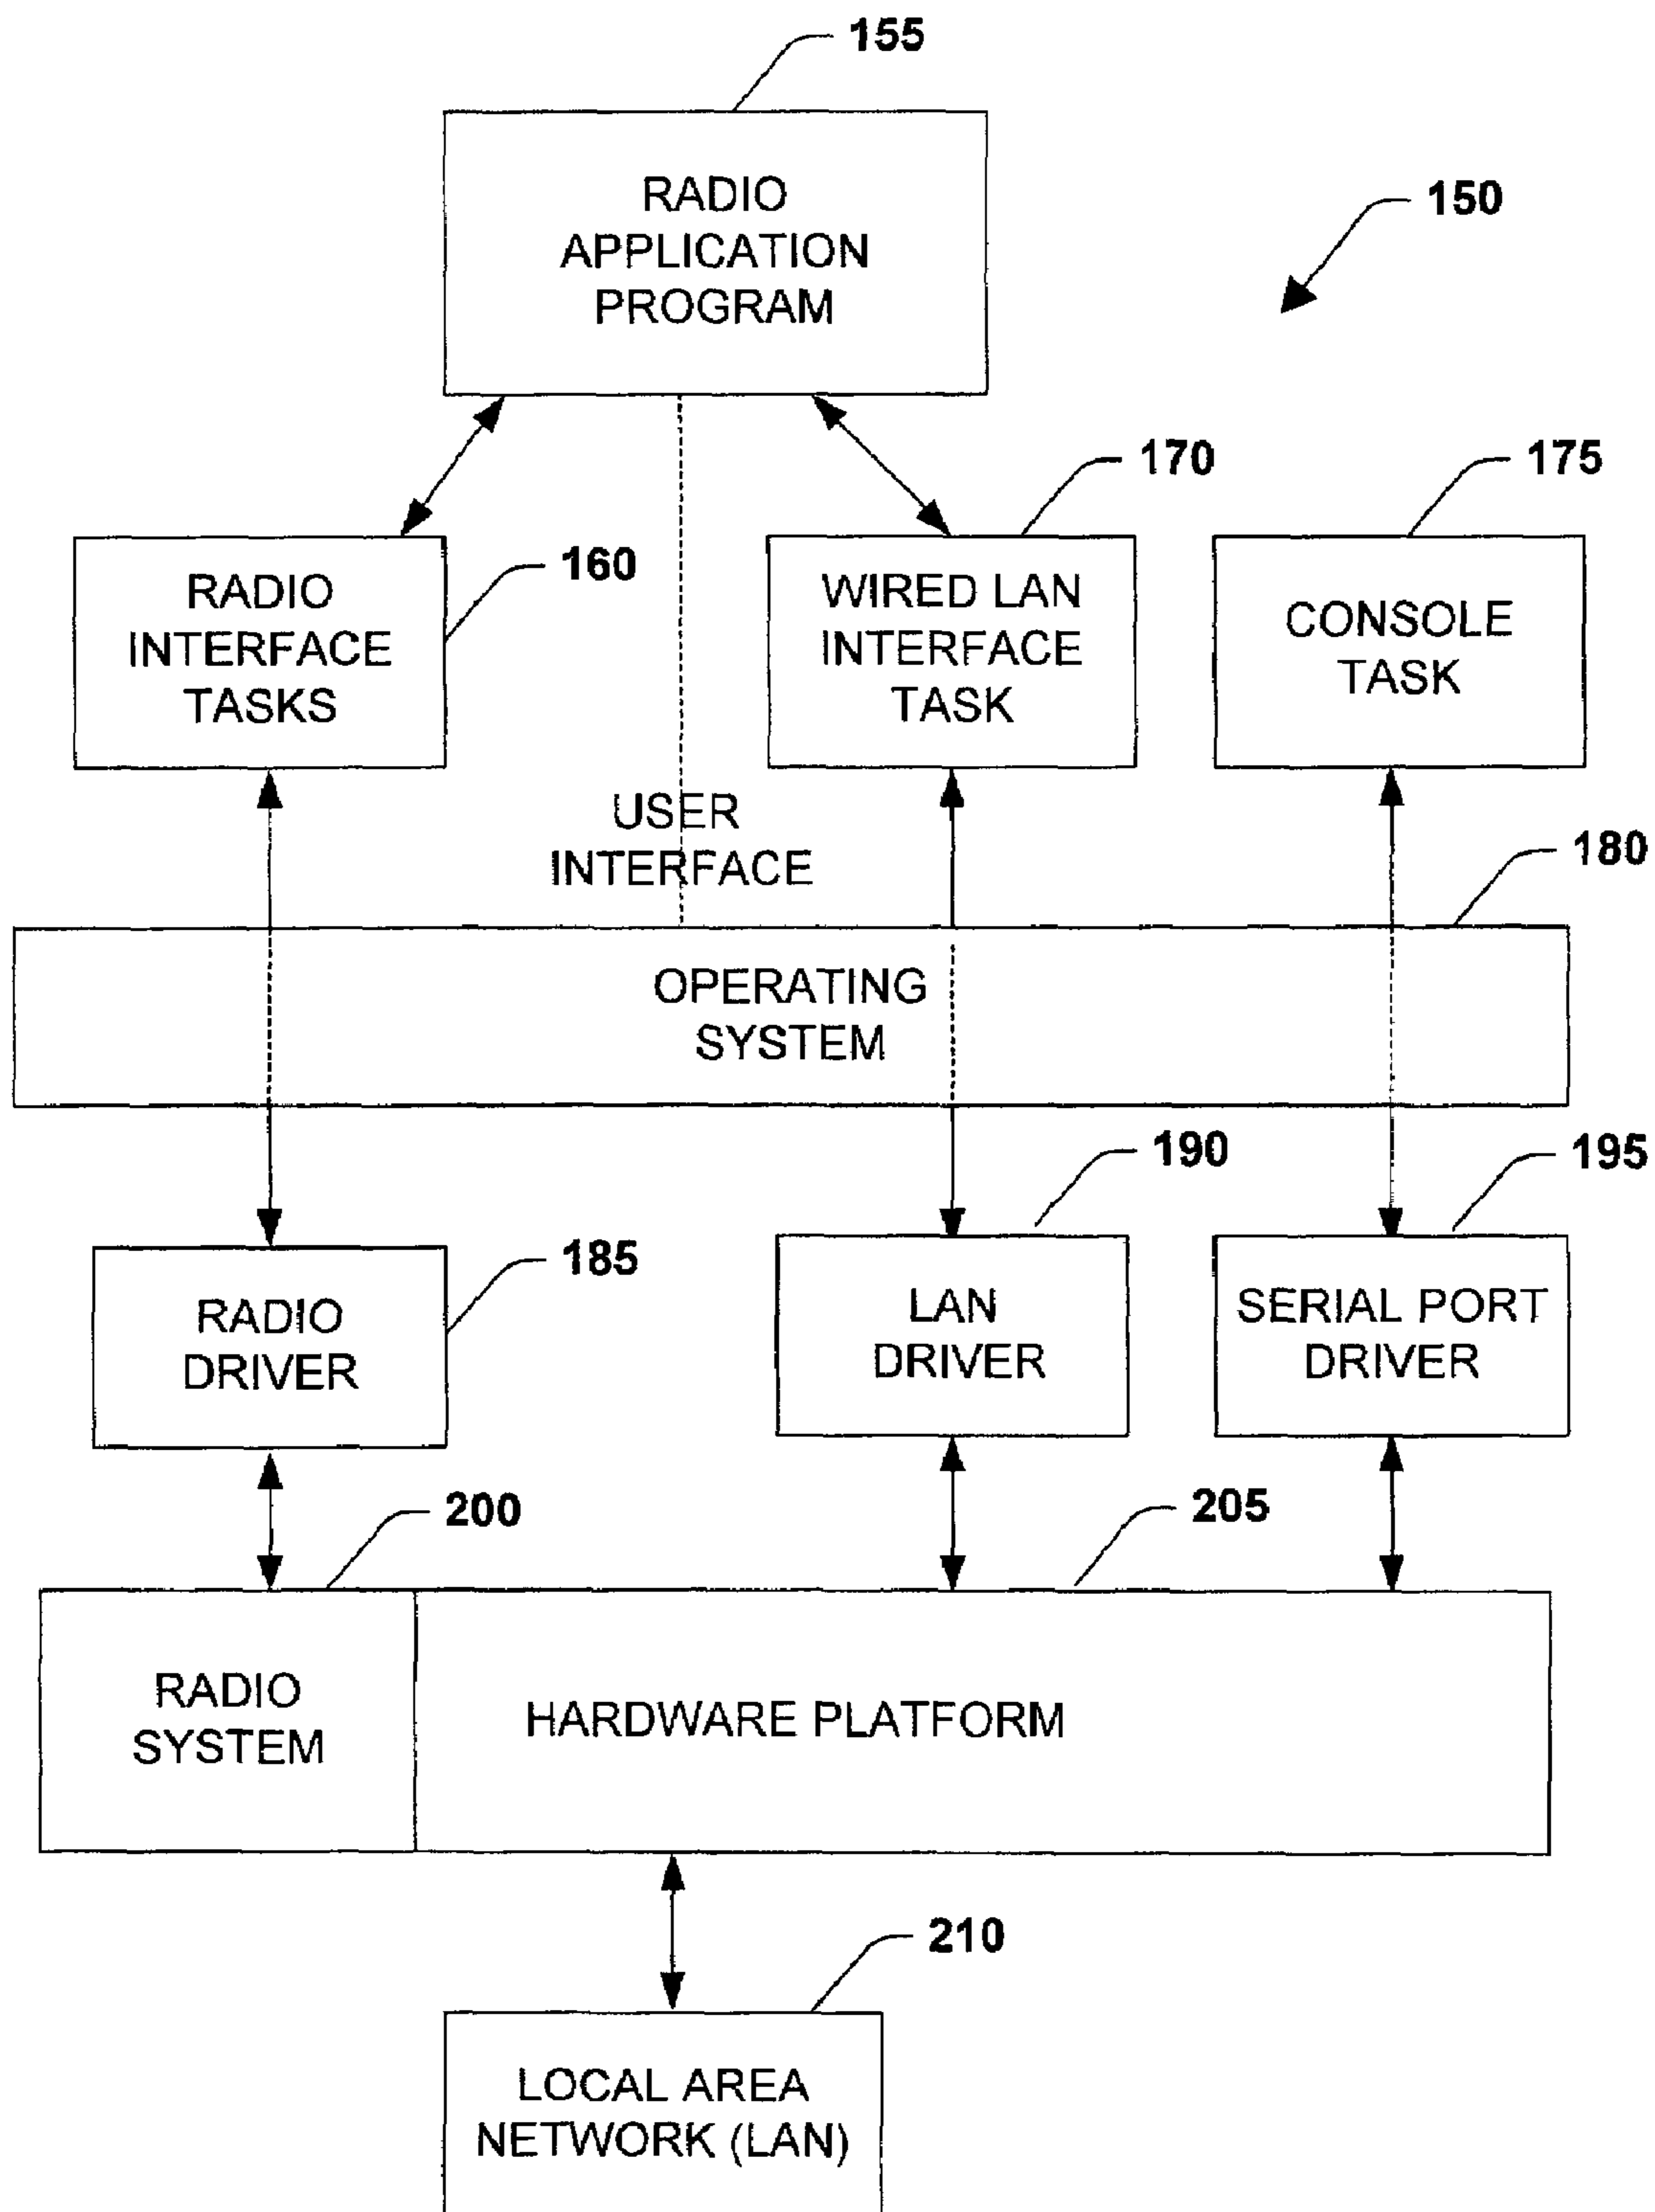 155
RADIO
APPLICATION
PROGRAM
150
170
175
RADIO
INTERFACE
TASKS
160
WIRED LAN
INTERFACE
TASK
CONSOLE
TASK
USER
INTERFACE
180
OPERATING
SYSTEM
190
195
185
RADIO
DRIVER
LAN
DRIVER
SERIAL PORT
DRIVER
200
205
RADIO
SYSTEM
HARDWARE PLATFORM
210
LOCAL AREA
NETWORK (LAN)